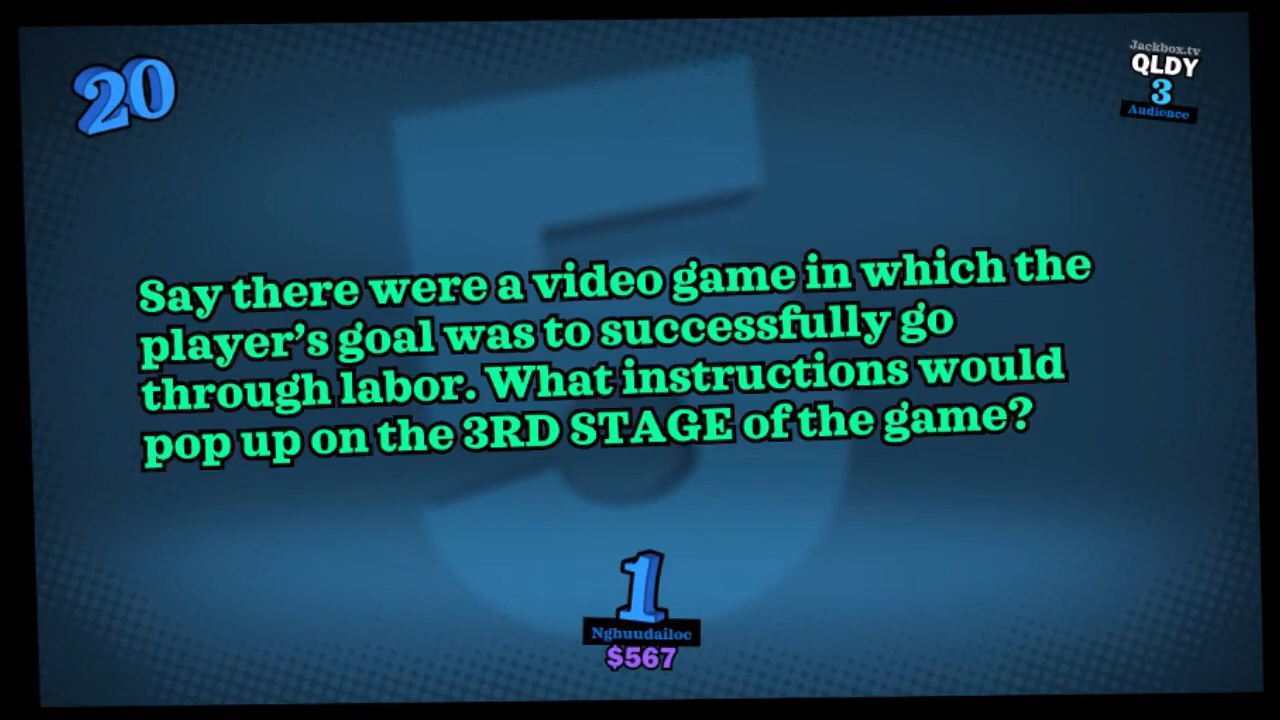 20
Jackbox.tv
QLDY
3
Audience
Say there were a video game in which the
player's goal was to successfully go
through labor. What instructions would
pop up on the 3RD STAGE of the game?
1
Nghuudailoc
$567